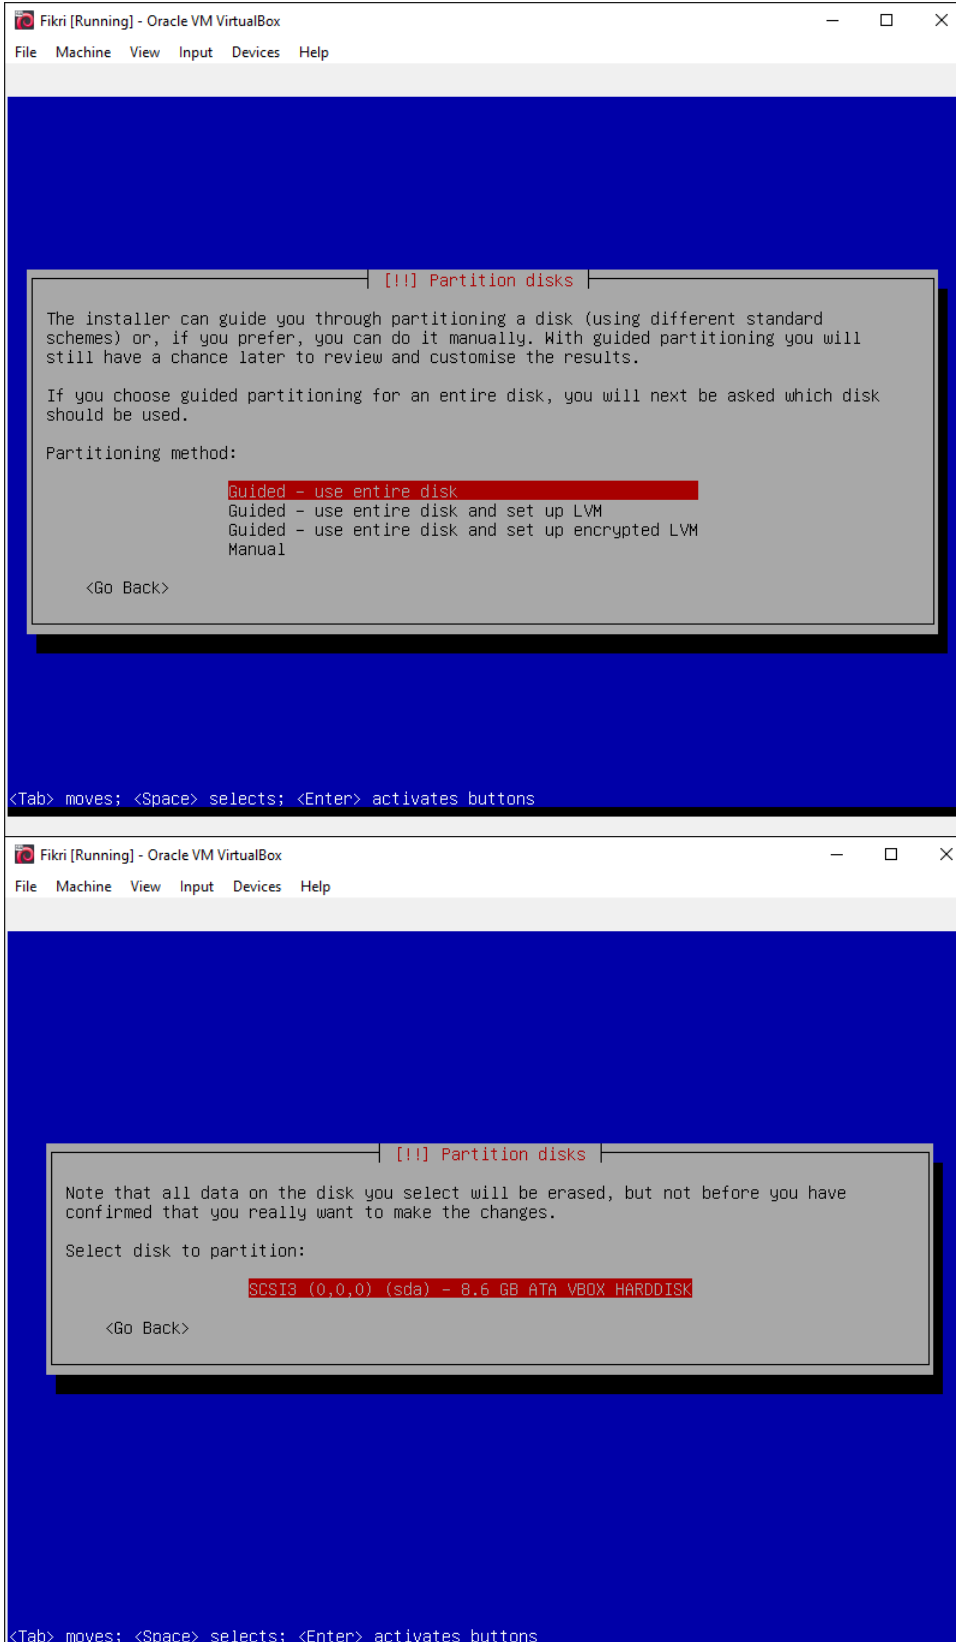 Fikri [Running] - Oracle VM VirtualBox
File Machine View Input Devices Help
[!!] Partition disks
The installer can guide you through partitioning a disk (using different standard
schemes) or, if you prefer, you can do it manually. With guided partitioning you will
still have a chance later to review and customise the results.
If you choose guided partitioning for an entire disk, you will next be asked which disk
should be used.
Partitioning method:
Guided - use entire disk
Guided - use entire disk and set up LVM
Guided - use entire disk and set up encrypted LVM
Manual
<Go Back>
<Tab> moves; <Space> selects; <Enter> activates buttons
Fikri [Running] - Oracle VM VirtualBox
File Machine View Input Devices Help
[!!] Partition disks
Note that all data on the disk you select will be erased, but not before you have
confirmed that you really want to make the changes.
Select disk to partition:
SCSI3 (0,0,0) (sda) - 8.6 GB ATA VBOX HARDDISK
<Go Back>
<Tab> moves; <Space> selects; <Enter> activates buttons